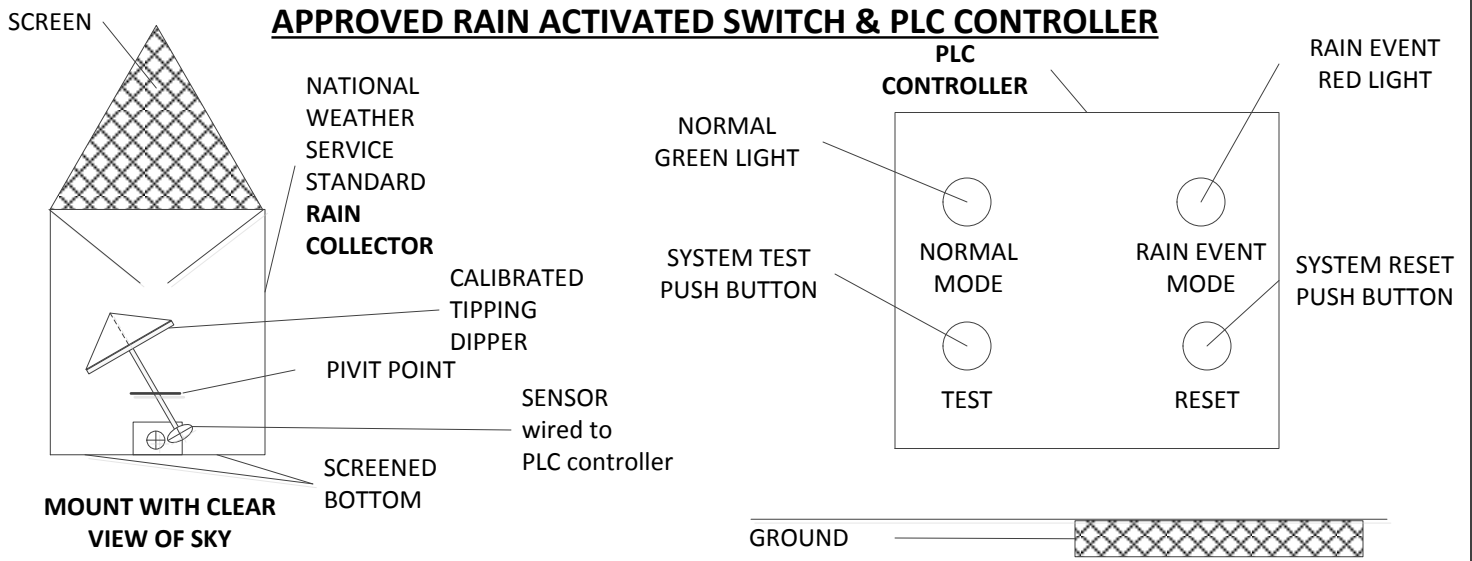 APPROVED RAIN ACTIVATED SWITCH & PLC CONTROLLER
SCREEN
NATIONAL
WEATHER
SERVICE
STANDARD
RAIN
COLLECTOR
CALIBRATED
TIPPING
DIPPER
PIVIT POINT
SENSOR
wired to
PLC controller
SCREENED
BOTTOM
MOUNT WITH CLEAR
VIEW OF SKY
PLC
CONTROLLER
RAIN EVENT
RED LIGHT
NORMAL
GREEN LIGHT
NORMAL
MODE
RAIN EVENT
MODE
SYSTEM TEST
PUSH BUTTON
SYSTEM RESET
PUSH BUTTON
TEST
RESET
GROUND